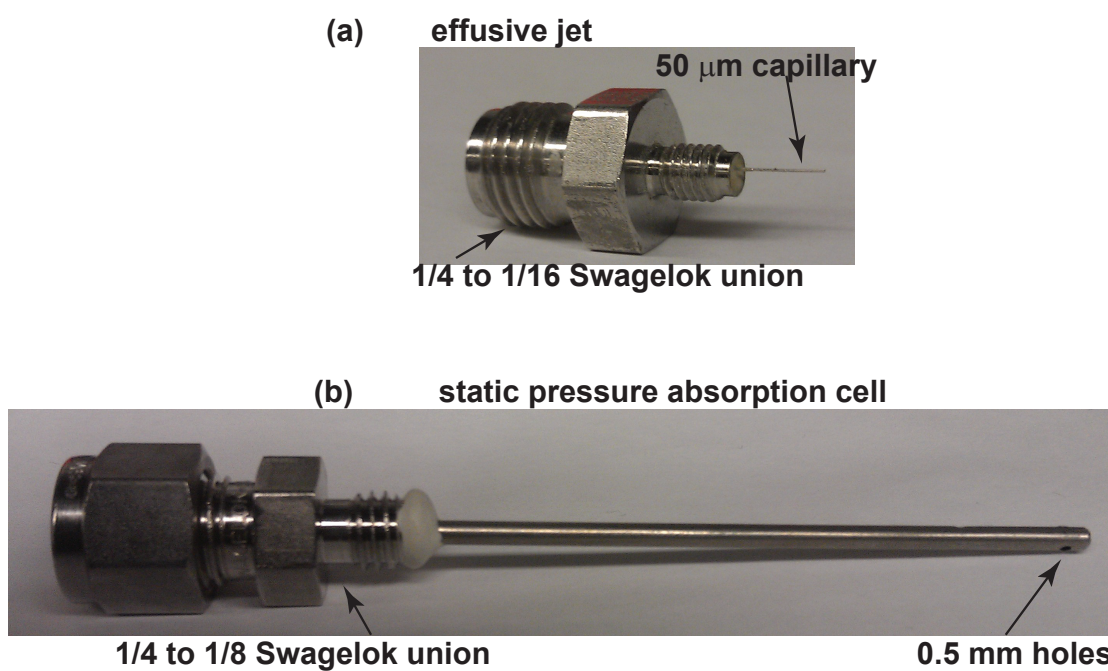 (a) effusive jet
50 μm capillary
1/4 to 1/16 Swagelok union
(b) static pressure absorption cell
1/4 to 1/8 Swagelok union
0.5 mm holes